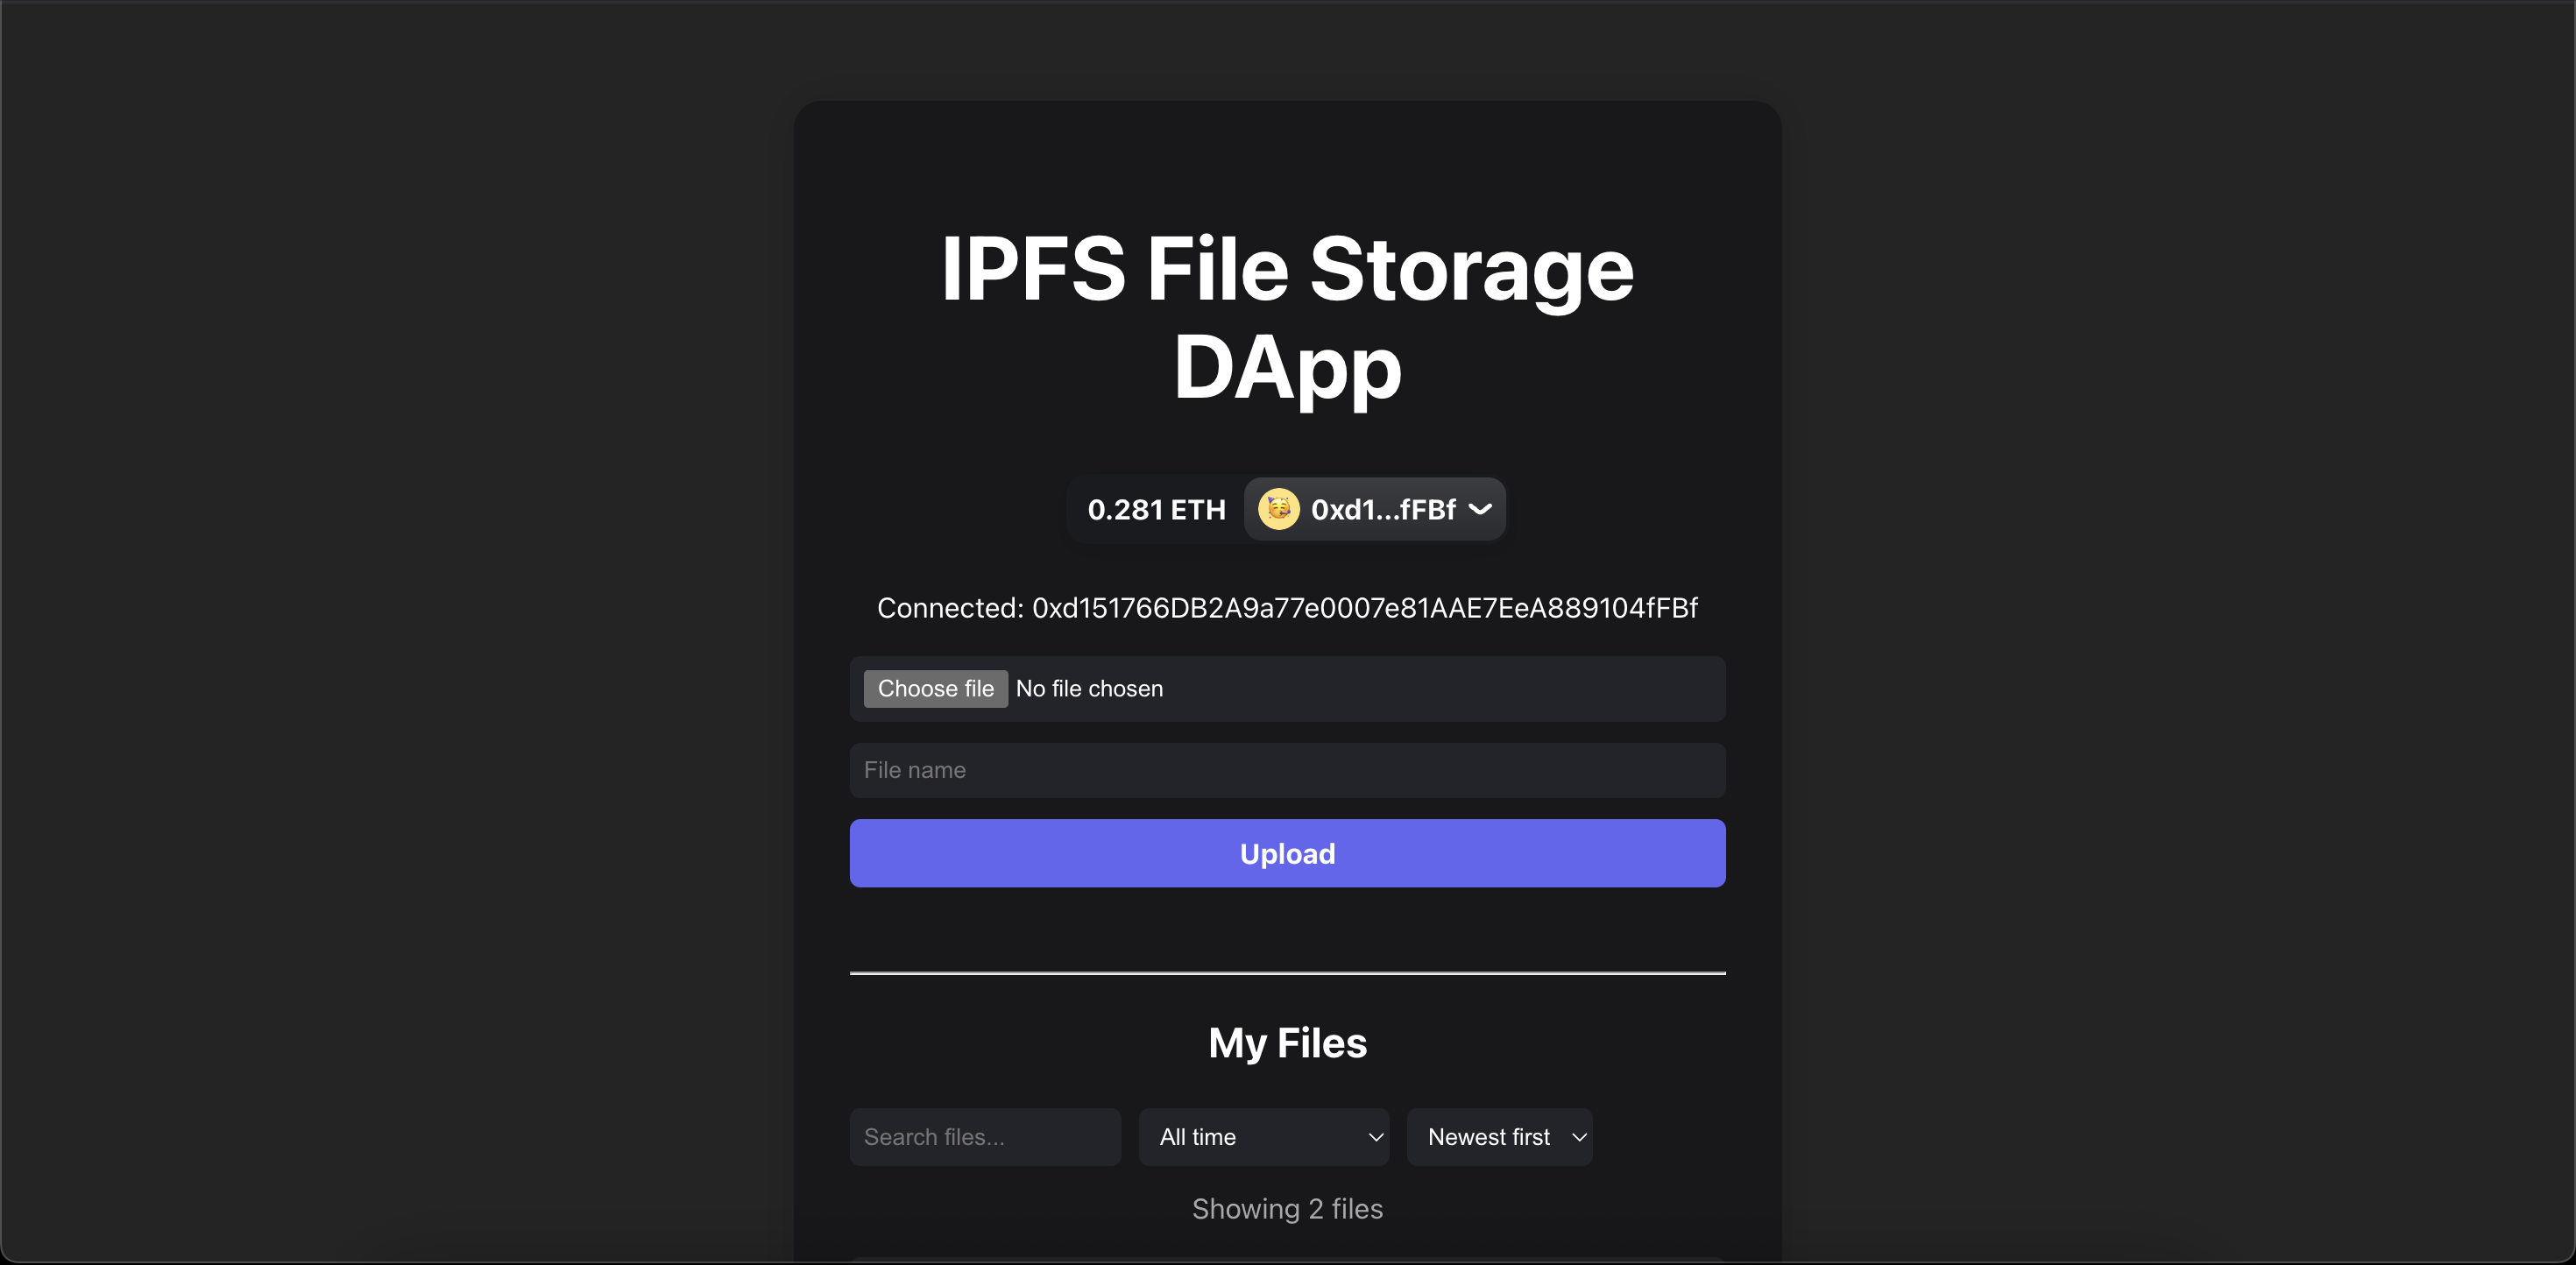 IPFS File Storage
DApp
0.281 ETH 0xd1...fFBf
Connected: 0xd151766DB2A9a77e0007e81AAE7EeA889104fFBf
Choose file No file chosen
File name
Upload
My Files
Search files... All time Newest first
Showing 2 files